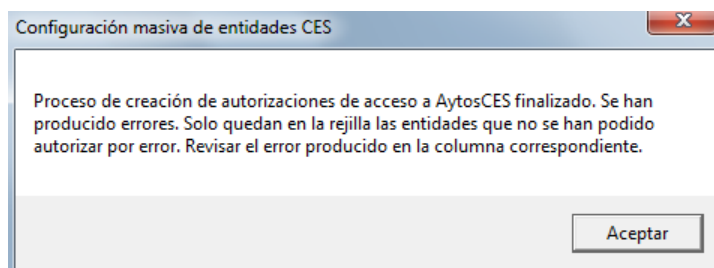 Configuración masiva de entidades CES
Proceso de creación de autorizaciones de acceso a AytosCES finalizado. Se han
producido errores. Solo quedan en la rejilla las entidades que no se han podido
autorizar por error. Revisar el error producido en la columna correspondiente.
Aceptar